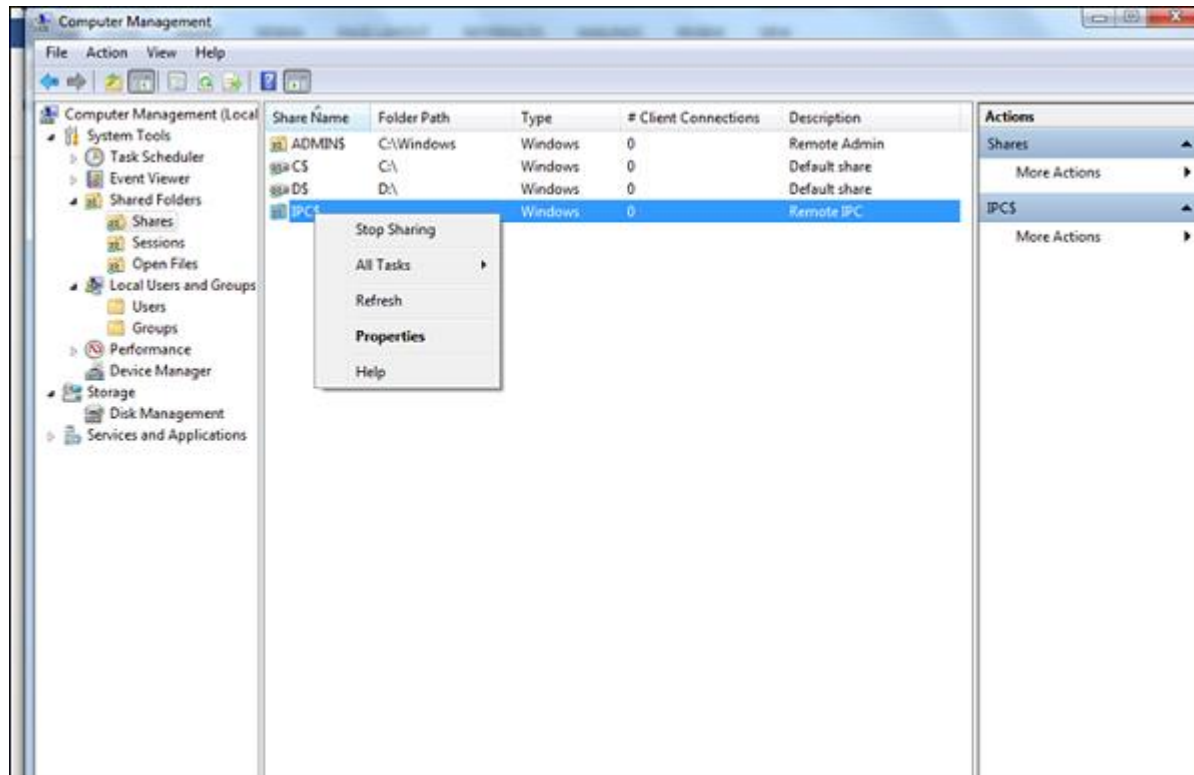 Computer Management
File Action View Help
Computer Management (Local
System Tools
Task Scheduler
Event Viewer
Shared Folders
Shares
Sessions
Open Files
Local Users and Groups
Users
Groups
Performance
Device Manager
Storage
Disk Management
Services and Applications
Share Name Folder Path Type # Client Connections Description
ADMIN$ C:\Windows Windows 0 Remote Admin
C$ C:\ Windows 0 Default share
D$ D:\ Windows 0 Default share
IPC$ Windows 0 Remote IPC
Stop Sharing
All Tasks
Refresh
Properties
Help
Actions
Shares
More Actions
IPC$
More Actions